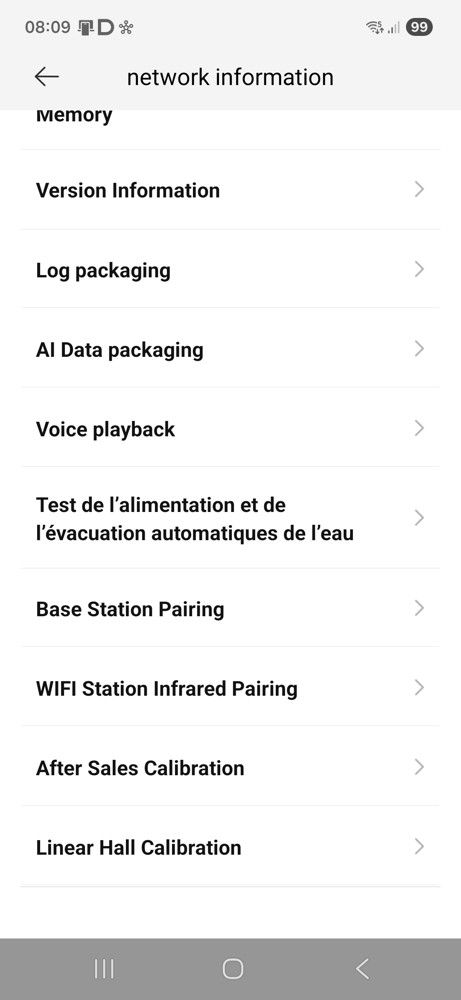 08:09
5
99
network information
Memory
Version Information
Log packaging
AI Data packaging
Voice playback
Test de l’alimentation et de
l’évacuation automatiques de l’eau
Base Station Pairing
WIFI Station Infrared Pairing
After Sales Calibration
Linear Hall Calibration